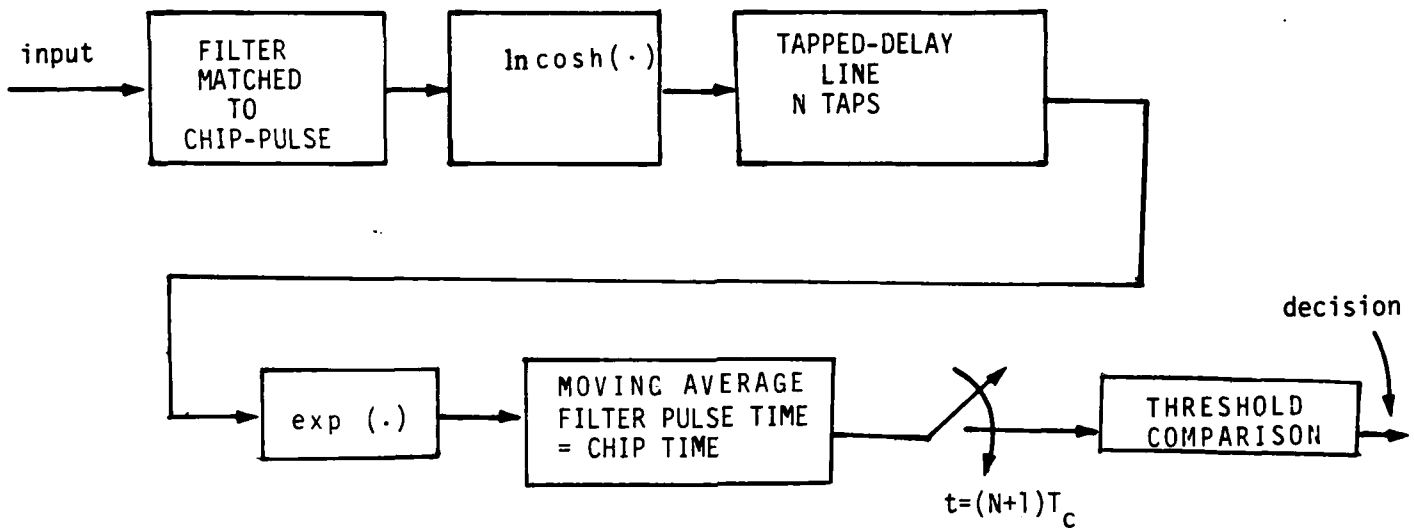 input
FILTER
MATCHED
TO
CHIP-PULSE
ln cosh(·)
TAPPED-DELAY
LINE
N TAPS
exp (.)
MOVING AVERAGE
FILTER PULSE TIME
= CHIP TIME
t=(N+1)T_c
THRESHOLD
COMPARISON
decision